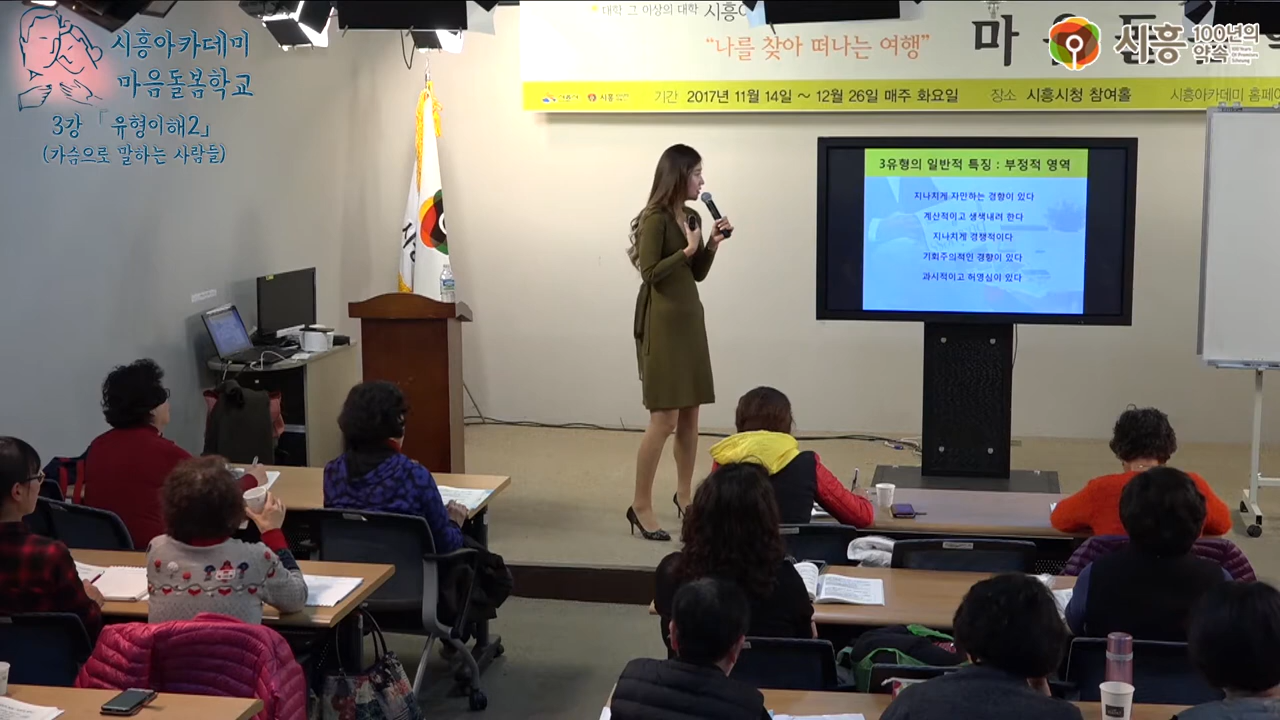 시흥아카데미
마음돌봄학교
3강 「유형이해2」
(가슴으로 말하는 사람들)
대학 그 이상의 대학 시흥아
"나를 찾아 떠나는 여행"
마
시흥 100년의
약속
기간 2017년 11월 14일 ~ 12월 26일 매주 화요일 장소 시흥시청 참여홀 시흥아카데미 홈페
3유형의 일반적 특징 : 부정적 영역
지나치게 자만하는 경향이 있다
계산적이고 생색내려 한다
지나치게 경쟁적이다
기회주의적인 경향이 있다
과시적이고 허영심이 있다